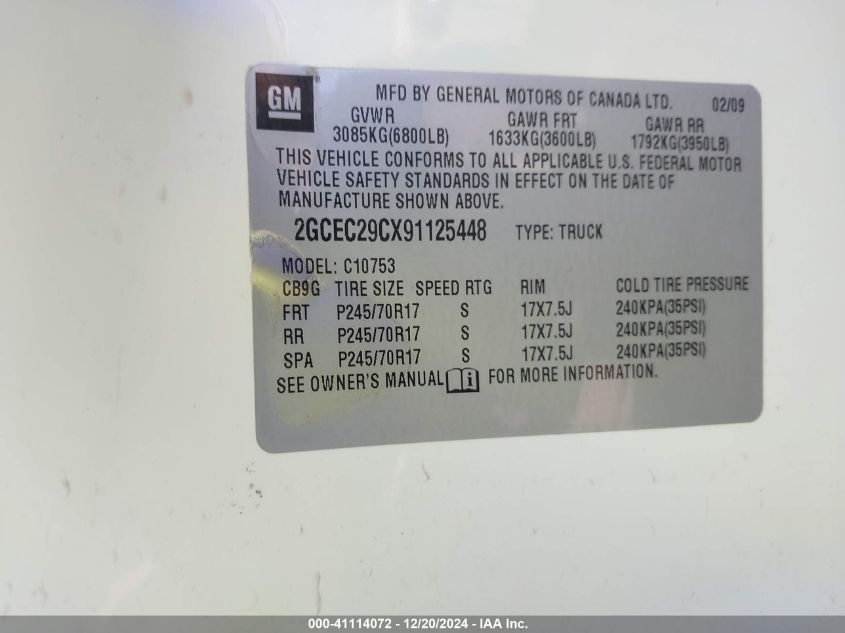 GM
MFD BY GENERAL MOTORS OF CANADA LTD. 02/09
GVWR GAWR FRT GAWR RR
3085KG(6800LB) 1633KG(3600LB) 1792KG(3950LB)
THIS VEHICLE CONFORMS TO ALL APPLICABLE U.S. FEDERAL MOTOR
VEHICLE SAFETY STANDARDS IN EFFECT ON THE DATE OF
MANUFACTURE SHOWN ABOVE.
2GCEC29CX91125448 TYPE: TRUCK
MODEL: C10753
CB9G TIRE SIZE SPEED RTG RIM COLD TIRE PRESSURE
FRT P245/70R17 S 17X7.5J 240KPA(35PSI)
RR P245/70R17 S 17X7.5J 240KPA(35PSI)
SPA P245/70R17 S 17X7.5J 240KPA(35PSI)
SEE OWNER'S MANUAL i FOR MORE INFORMATION.
000-41114072 - 12/20/2024 - IAA Inc.